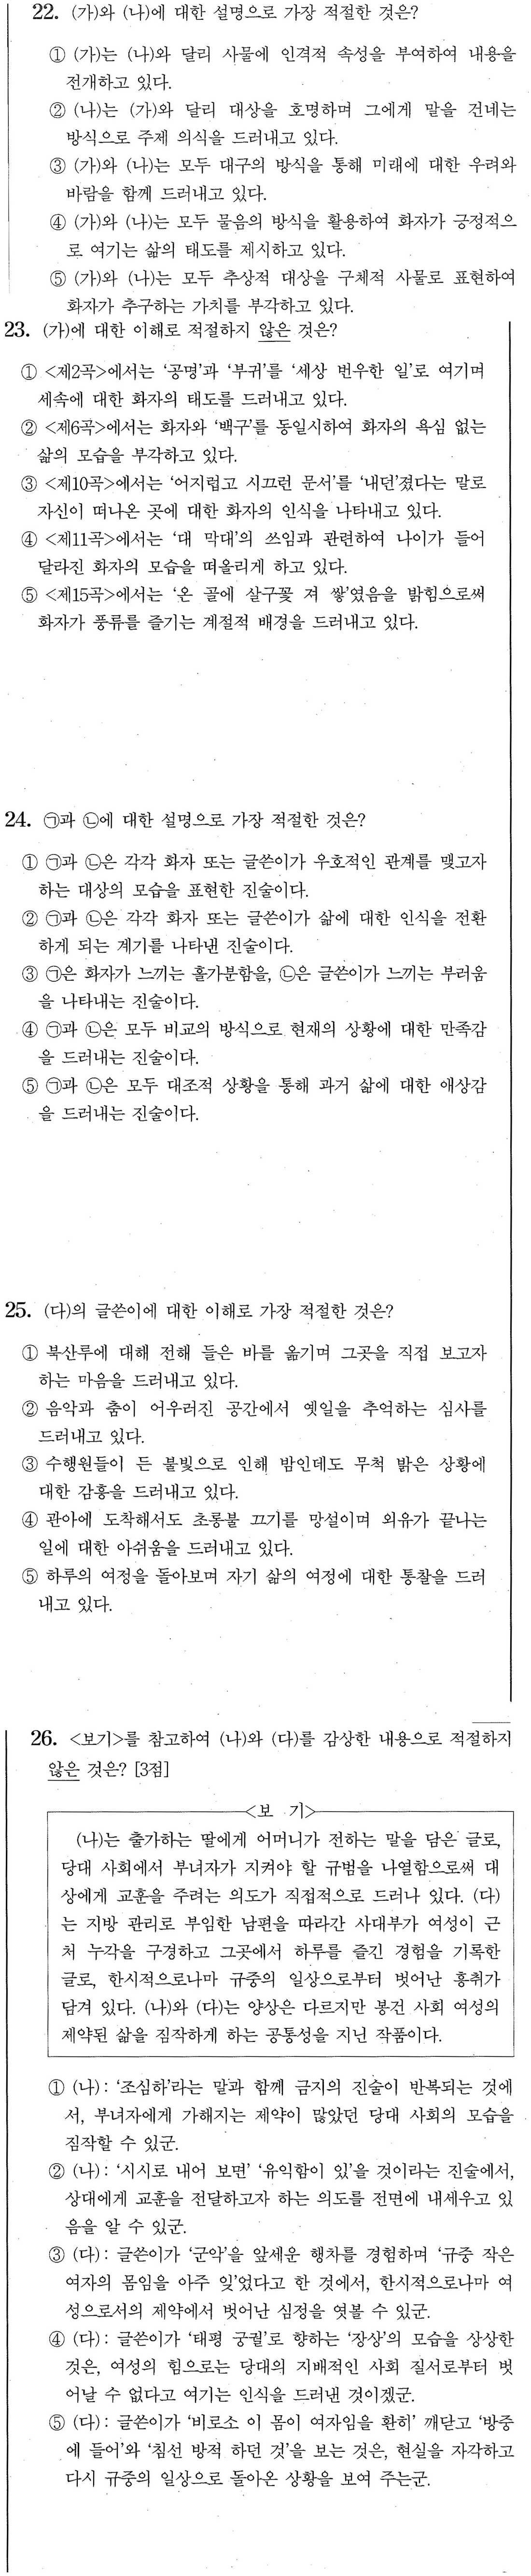 22. (가)와 (나)에 대한 설명으로 가장 적절한 것은?
① (가)는 (나)와 달리 사물에 인격적 속성을 부여하여 내용을
전개하고 있다.
② (나)는 (가)와 달리 대상을 호명하며 그에게 말을 건네는
방식으로 주제 의식을 드러내고 있다.
③ (가)와 (나)는 모두 대구의 방식을 통해 미래에 대한 우려와
바람을 함께 드러내고 있다.
④ (가)와 (나)는 모두 물음의 방식을 활용하여 화자가 긍정적으
로 여기는 삶의 태도를 제시하고 있다.
⑤ (가)와 (나)는 모두 추상적 대상을 구체적 사물로 표현하여
화자가 추구하는 가치를 부각하고 있다.
23. (가)에 대한 이해로 적절하지 않은 것은?
① <제2곡>에서는 ‘공명’과 ‘부귀’를 ‘세상 번우한 일’로 여기며
세속에 대한 화자의 태도를 드러내고 있다.
② <제6곡>에서는 화자와 ‘백구’를 동일시하여 화자의 욕심 없는
삶의 모습을 부각하고 있다.
③ <제10곡>에서는 ‘어지럽고 시끄런 문서’를 ‘내던’졌다는 말로
자신이 떠나온 곳에 대한 화자의 인식을 나타내고 있다.
④ <제11곡>에서는 ‘대 막대’의 쓰임과 관련하여 나이가 들어
달라진 화자의 모습을 떠올리게 하고 있다.
⑤ <제15곡>에서는 ‘온 골에 살구꽃 져 쌓’였음을 밝힘으로써
화자가 풍류를 즐기는 계절적 배경을 드러내고 있다.
24. ㉠과 ㉡에 대한 설명으로 가장 적절한 것은?
① ㉠과 ㉡은 각각 화자 또는 글쓴이가 우호적인 관계를 맺고자
하는 대상의 모습을 표현한 진술이다.
② ㉠과 ㉡은 각각 화자 또는 글쓴이가 삶에 대한 인식을 전환
하게 되는 계기를 나타낸 진술이다.
③ ㉠은 화자가 느끼는 홀가분함을, ㉡은 글쓴이가 느끼는 부러움
을 나타내는 진술이다.
④ ㉠과 ㉡은 모두 비교의 방식으로 현재의 상황에 대한 만족감
을 드러내는 진술이다.
⑤ ㉠과 ㉡은 모두 대조적 상황을 통해 과거 삶에 대한 애상감
을 드러내는 진술이다.
25. (다)의 글쓴이에 대한 이해로 가장 적절한 것은?
① 북산루에 대해 전해 들은 바를 옮기며 그곳을 직접 보고자
하는 마음을 드러내고 있다.
② 음악과 춤이 어우러진 공간에서 옛일을 추억하는 심사를
드러내고 있다.
③ 수행원들이 든 불빛으로 인해 밤인데도 무척 밝은 상황에
대한 감흥을 드러내고 있다.
④ 관아에 도착해서도 초롱불 끄기를 망설이며 외유가 끝나는
일에 대한 아쉬움을 드러내고 있다.
⑤ 하루의 여정을 돌아보며 자기 삶의 여정에 대한 통찰을 드러
내고 있다.
26. <보기>를 참고하여 (나)와 (다)를 감상한 내용으로 적절하지
않은 것은? [3점]
<보 기>
(나)는 출가하는 딸에게 어머니가 전하는 말을 담은 글로,
당대 사회에서 부녀자가 지켜야 할 규범을 나열함으로써 대
상에게 교훈을 주려는 의도가 직접적으로 드러나 있다. (다)
는 지방 관리로 부임한 남편을 따라간 사대부가 여성이 근
처 누각을 구경하고 그곳에서 하루를 즐긴 경험을 기록한
글로, 한시적으로나마 규중의 일상으로부터 벗어난 흥취가
담겨 있다. (나)와 (다)는 양상은 다르지만 봉건 사회 여성의
제약된 삶을 짐작하게 하는 공통성을 지닌 작품이다.
① (나): ‘조심하’라는 말과 함께 금지의 진술이 반복되는 것에
서, 부녀자에게 가해지는 제약이 많았던 당대 사회의 모습을
짐작할 수 있군.
② (나): ‘시시로 내어 보면’ ‘유익함이 있’을 것이라는 진술에서,
상대에게 교훈을 전달하고자 하는 의도를 전면에 내세우고 있
음을 알 수 있군.
③ (다): 글쓴이가 ‘군악’을 앞세운 행차를 경험하며 ‘규중 작은
여자의 몸임을 아주 잊’었다고 한 것에서, 한시적으로나마 여
성으로서의 제약에서 벗어난 심정을 엿볼 수 있군.
④ (다): 글쓴이가 ‘태평 궁궐’로 향하는 ‘장상’의 모습을 상상한
것은, 여성의 힘으로는 당대의 지배적인 사회 질서로부터 벗
어날 수 없다고 여기는 인식을 드러낸 것이겠군.
⑤ (다): 글쓴이가 ‘비로소 이 몸이 여자임을 환히’ 깨닫고 ‘방중
에 들어’와 ‘침선 방적 하던 것’을 보는 것은, 현실을 자각하고
다시 규중의 일상으로 돌아온 상황을 보여 주는군.